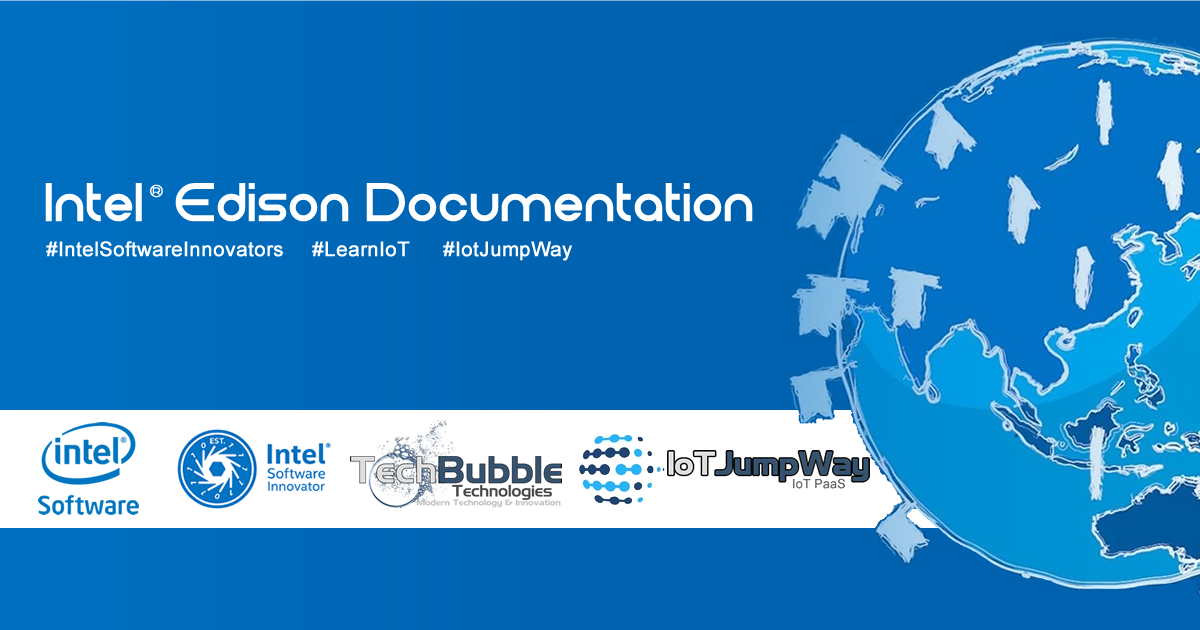 Intel® Edison Documentation
#IntelSoftwareInnovators #LearnIoT #IotJumpWay
intel®
Software
EST.
Intel®
Software
Innovator
TechBubble
Technologies
Modern Technology & Innovation
IoTJumpWay
IoT PaaS